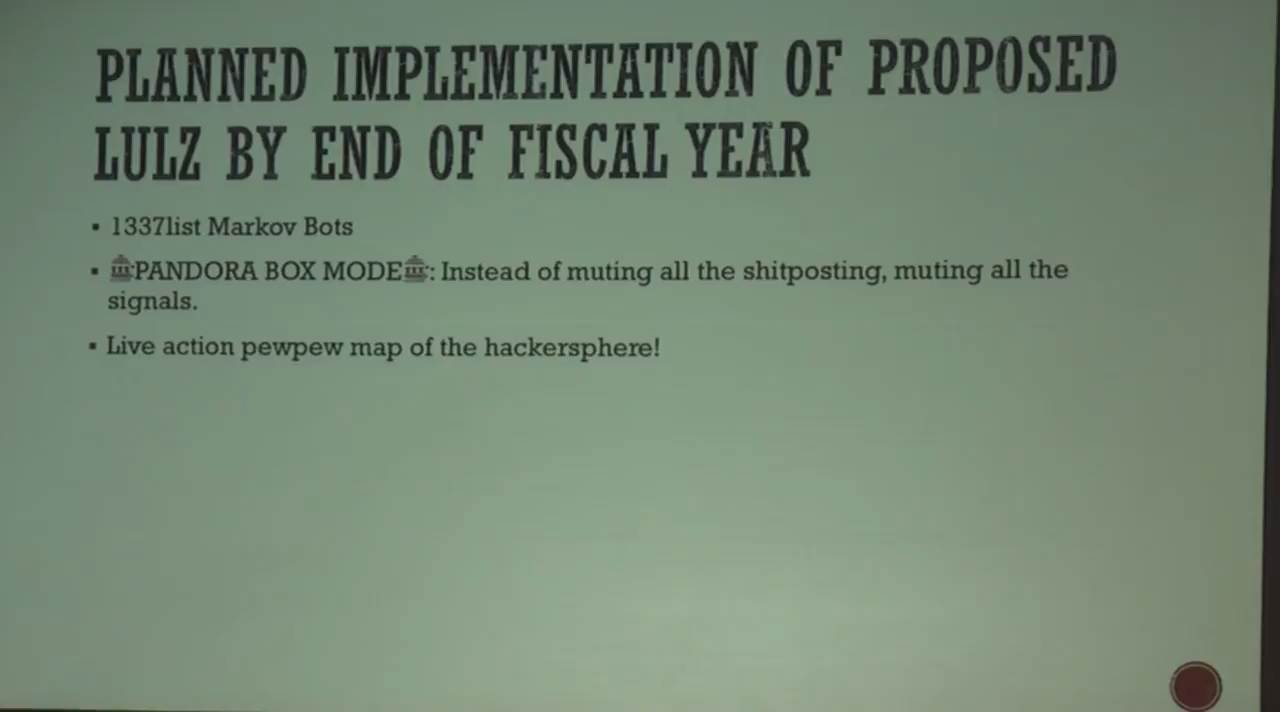 PLANNED IMPLEMENTATION OF PROPOSED
LULZ BY END OF FISCAL YEAR
▪ 1337list Markov Bots
▪ 🏛PANDORA BOX MODE🏛: Instead of muting all the shitposting, muting all the
signals.
▪ Live action pewpew map of the hackersphere!